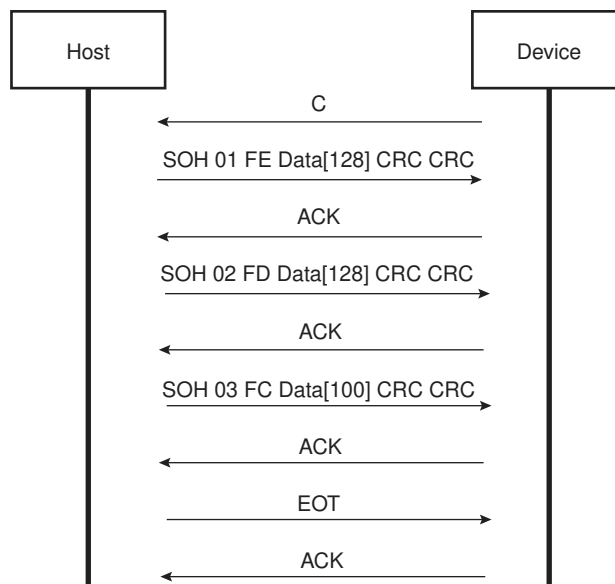 Host
Device
C
SOH 01 FE Data[128] CRC CRC
ACK
SOH 02 FD Data[128] CRC CRC
ACK
SOH 03 FC Data[100] CRC CRC
ACK
EOT
ACK